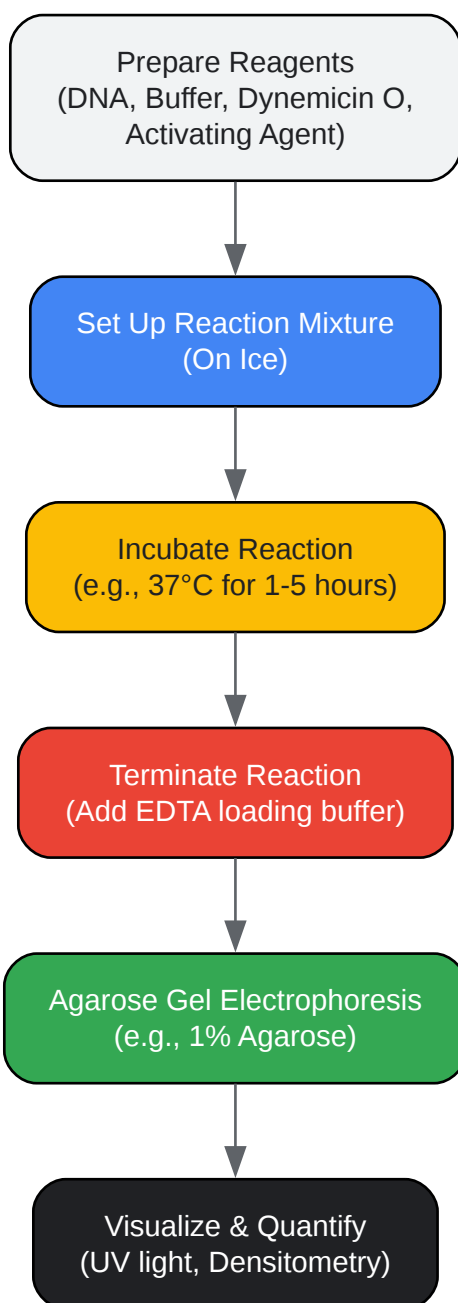 Prepare Reagents
(DNA, Buffer, Dynemicin O,
Activating Agent)
Set Up Reaction Mixture
(On Ice)
Incubate Reaction
(e.g., 37°C for 1-5 hours)
Terminate Reaction
(Add EDTA loading buffer)
Agarose Gel Electrophoresis
(e.g., 1% Agarose)
Visualize & Quantify
(UV light, Densitometry)